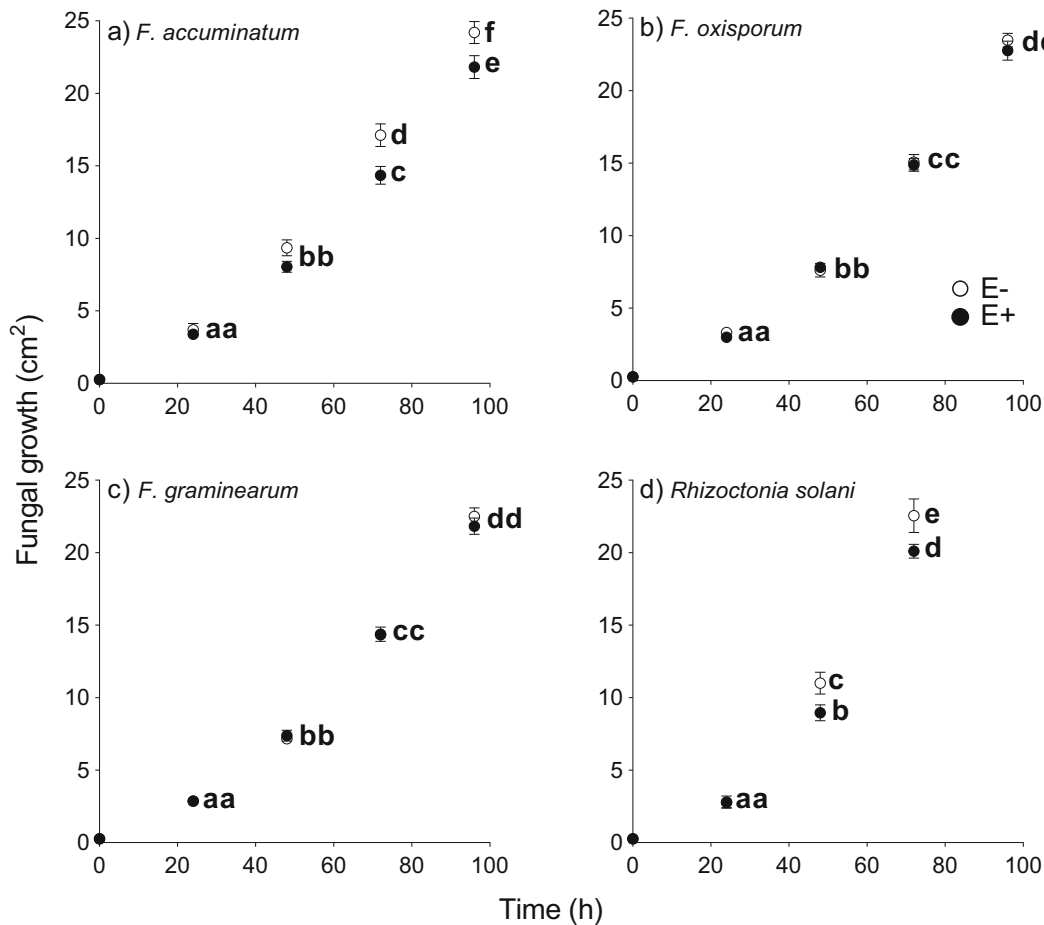 a) F. accuminatum
25
20
15
10
5
0
0 20 40 60 80 100
aa
bb
c
d
e
f
b) F. oxisporum
25
20
15
10
5
0
0 20 40 60 80 100
aa
bb
cc
E-
E+
c) F. graminearum
25
20
15
10
5
0
0 20 40 60 80 100
aa
bb
cc
dd
d) Rhizoctonia solani
25
20
15
10
5
0
0 20 40 60 80 100
aa
b
c
d
e
Fungal growth (cm²)
Time (h)